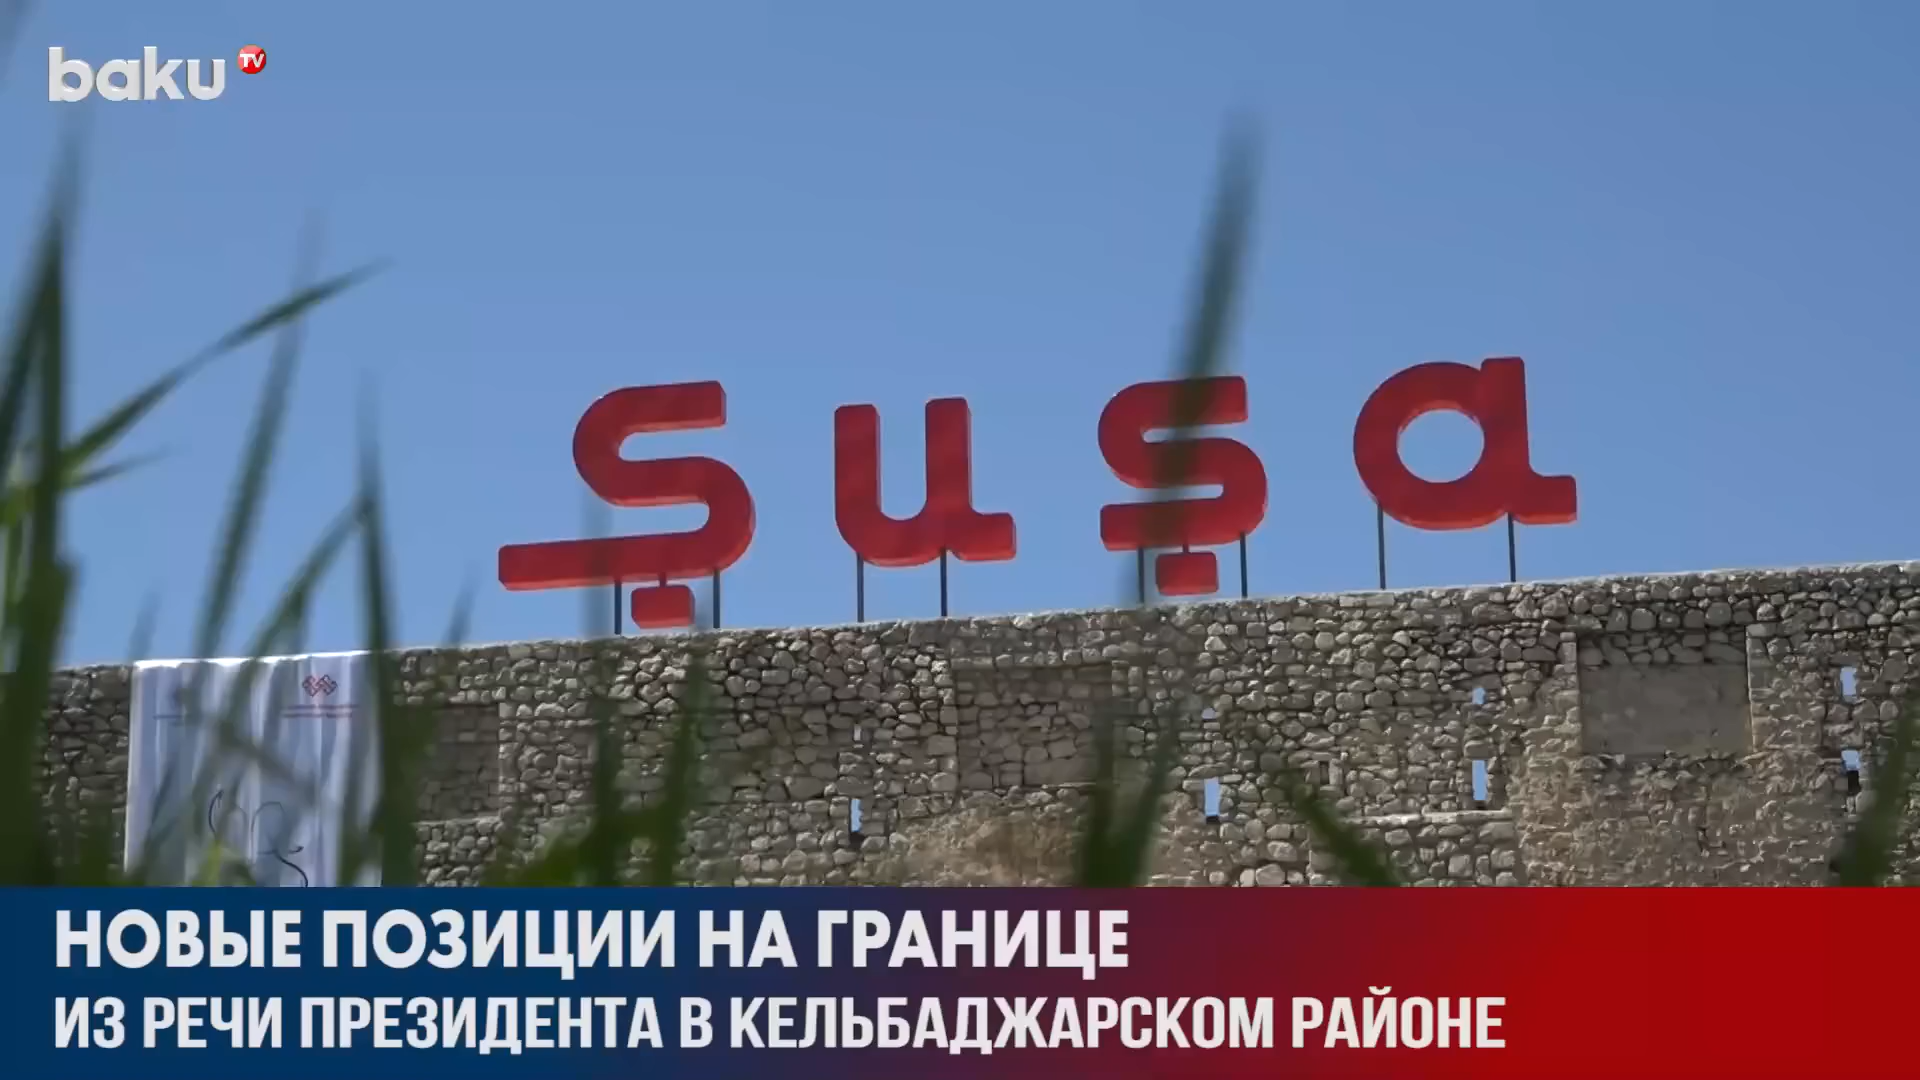 baku TV
Şuşa
НОВЫЕ ПОЗИЦИИ НА ГРАНИЦЕ
ИЗ РЕЧИ ПРЕЗИДЕНТА В КЕЛЬБАДЖАРСКОМ РАЙОНЕ